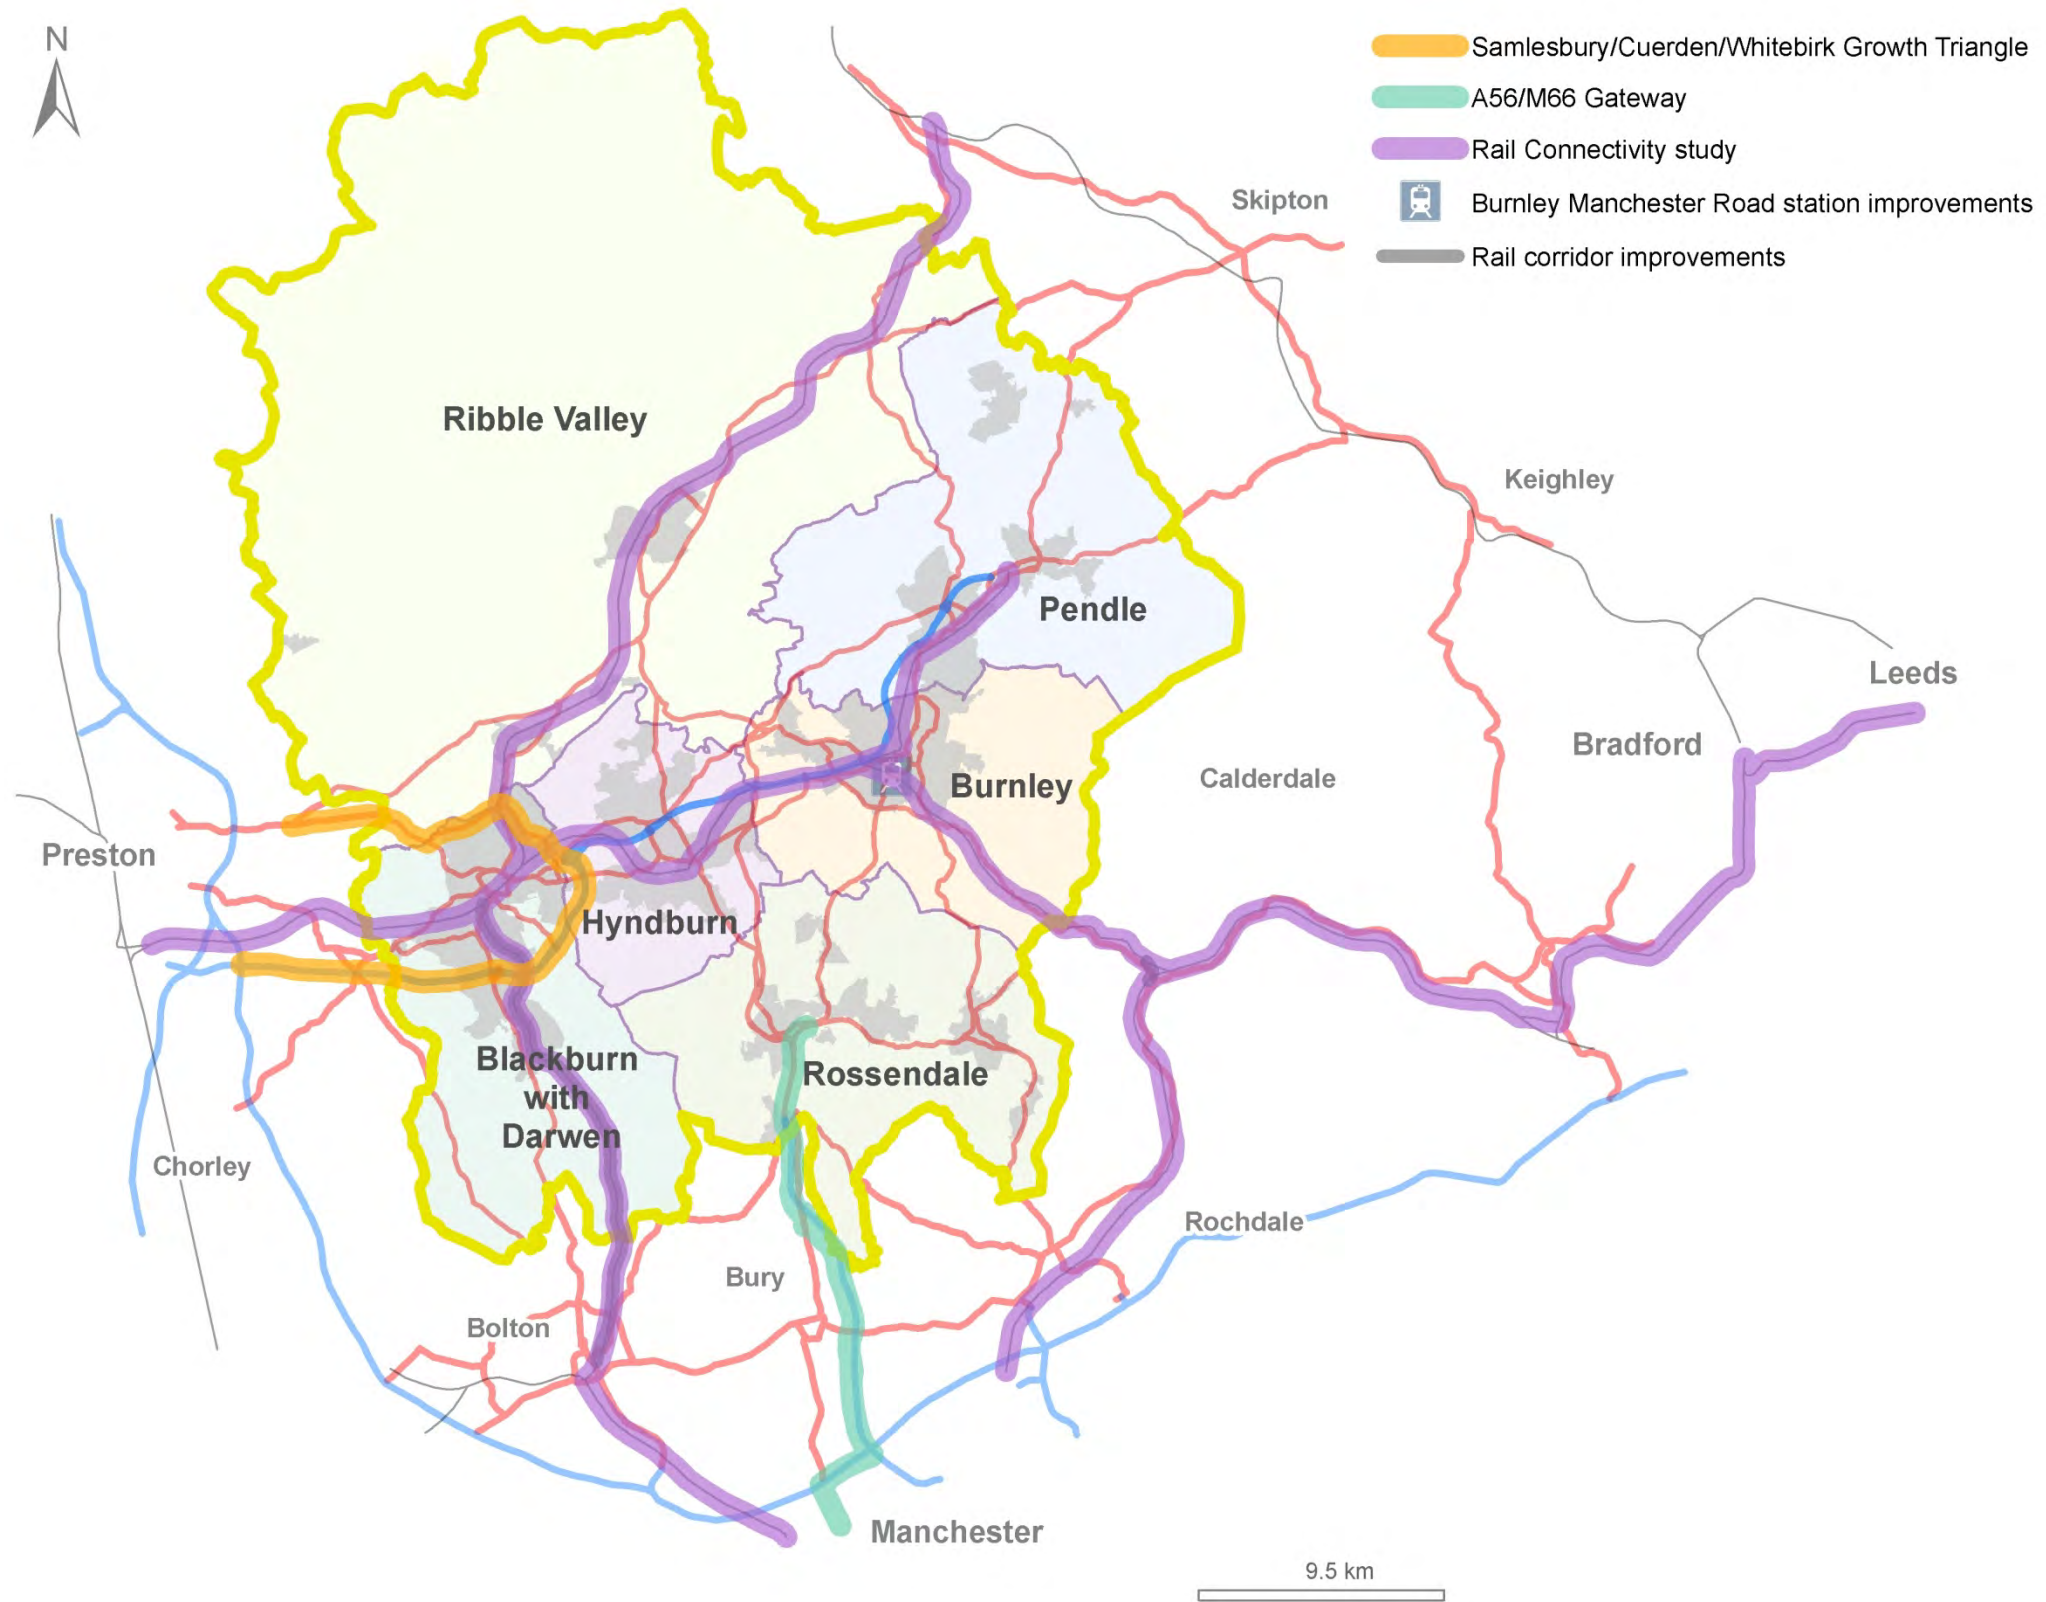 N
Samlesbury/Cuerden/Whitebirk Growth Triangle
A56/M66 Gateway
Rail Connectivity study
Burnley Manchester Road station improvements
Rail corridor improvements
Skipton
Ribble Valley
Keighley
Pendle
Leeds
Bradford
Calderdale
Burnley
Preston
Hyndburn
Blackburn
with
Darwen
Rossendale
Chorley
Rochdale
Bury
Bolton
Manchester
9.5 km